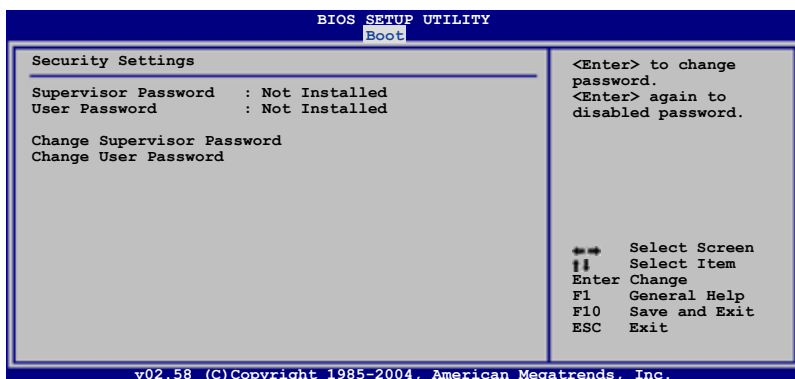 BIOS SETUP UTILITY
Boot
Security Settings
Supervisor Password : Not Installed
User Password : Not Installed
Change Supervisor Password
Change User Password
<Enter> to change
password.
<Enter> again to
disabled password.
←→ Select Screen
↑↓ Select Item
Enter Change
F1 General Help
F10 Save and Exit
ESC Exit
v02.58 (C)Copyright 1985-2004, American Megatrends, Inc.